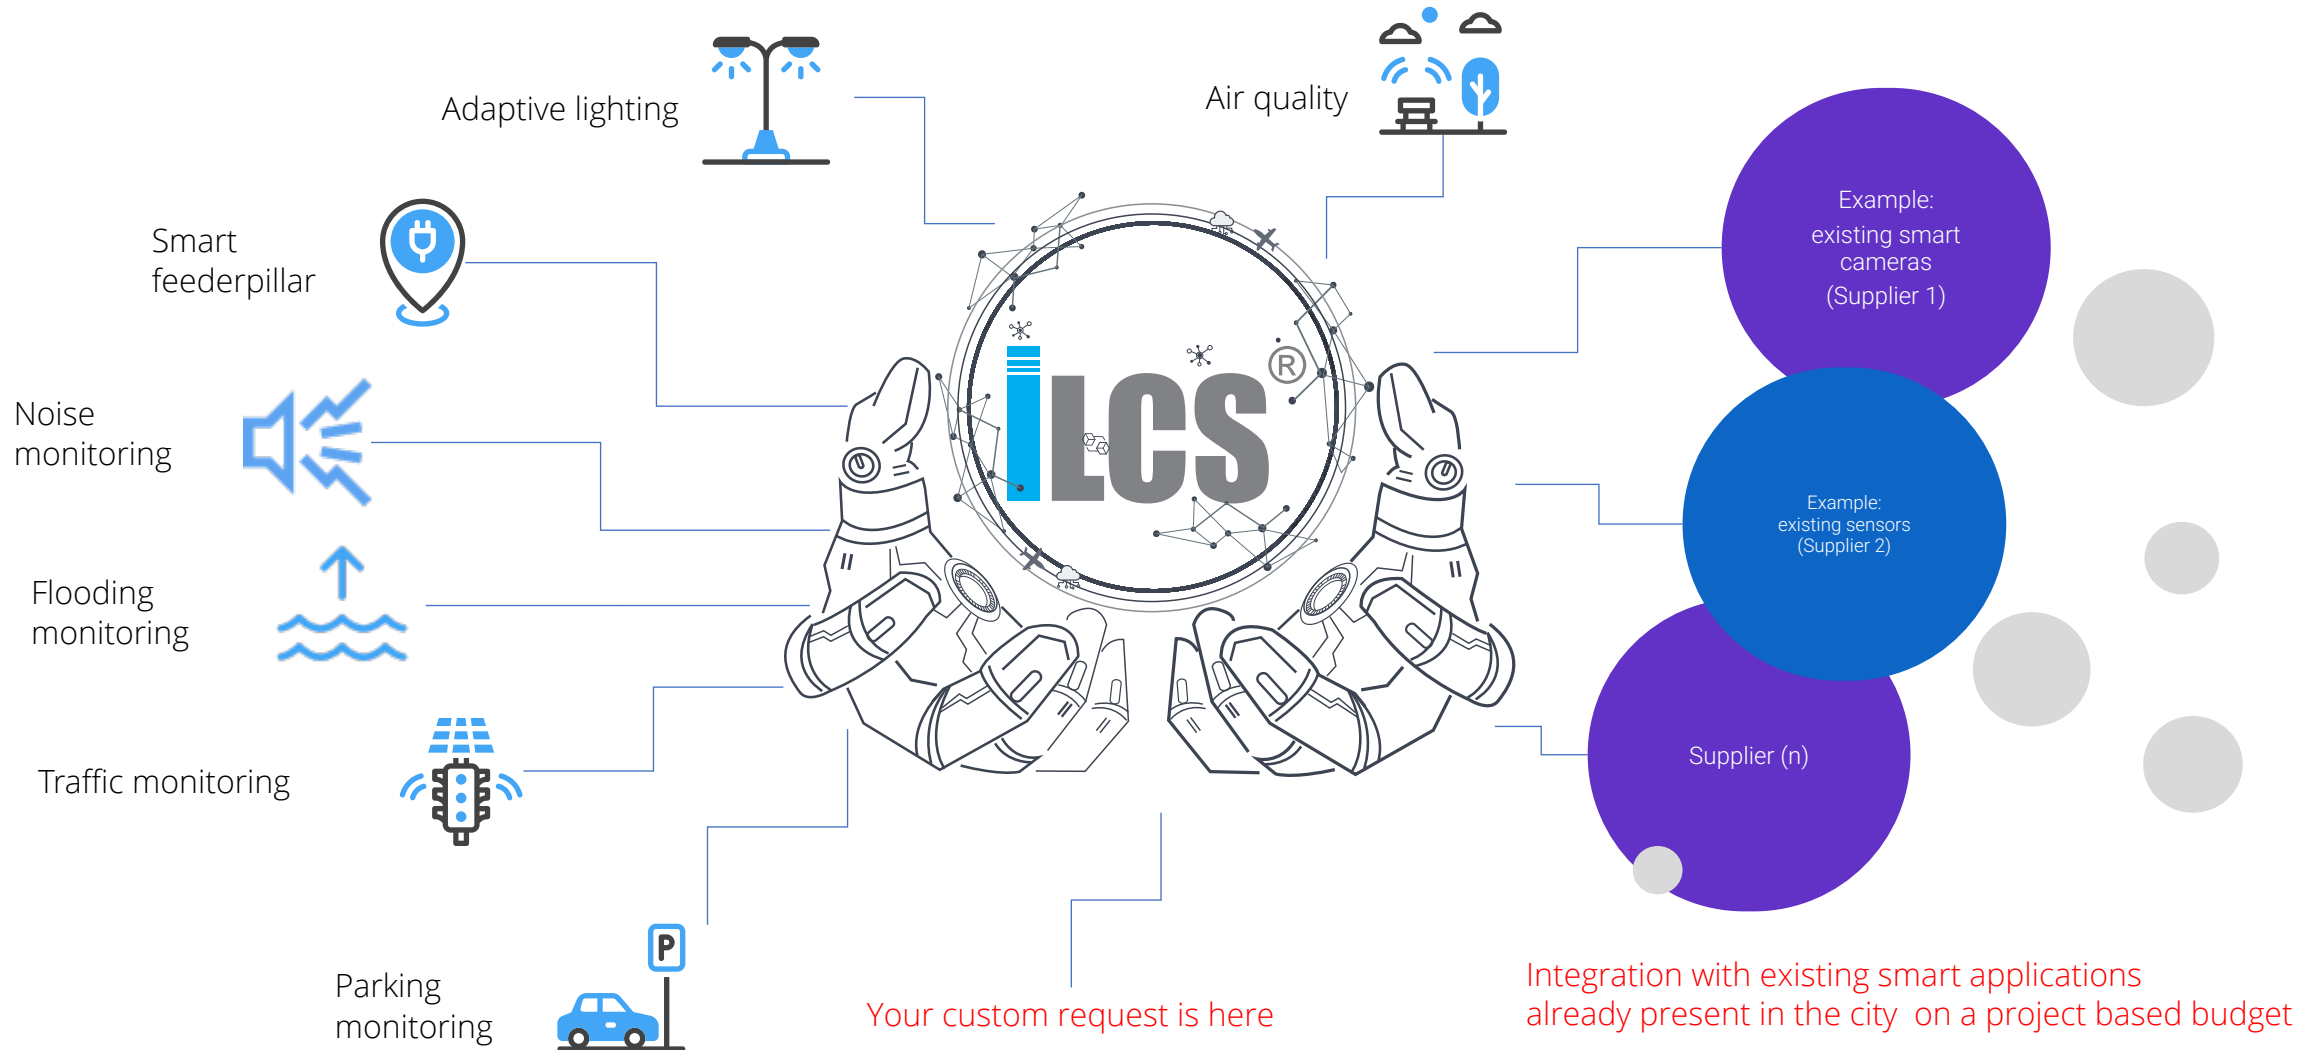 Adaptive lighting
Air quality
Smart
feederpillar
Noise
monitoring
Flooding
monitoring
Traffic monitoring
Parking
monitoring
P
iLCS®
Your custom request is here
Example:
existing smart
cameras
(Supplier 1)
Example:
existing sensors
(Supplier 2)
Supplier (n)
Integration with existing smart applications
already present in the city  on a project based budget